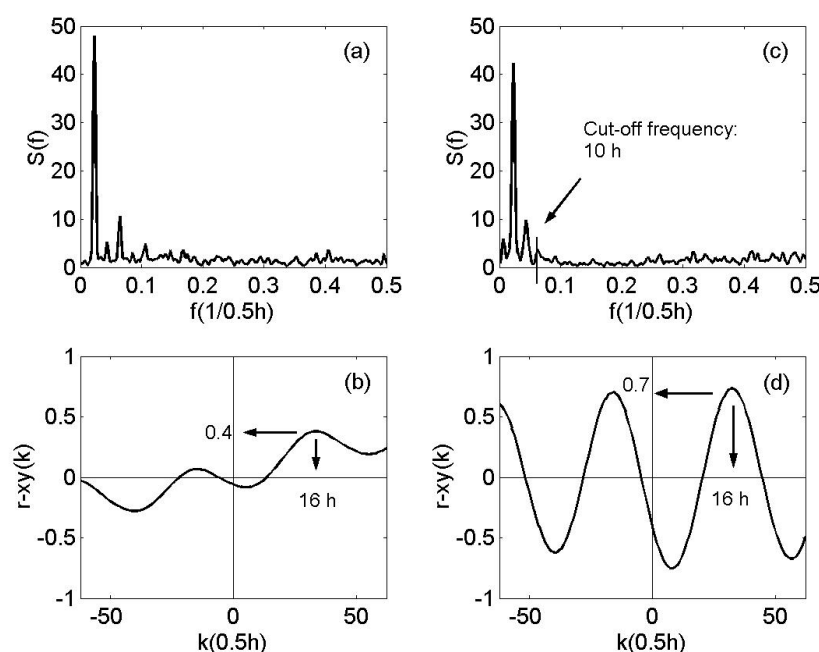 50
40
30
20
10
0
S(f)
(a)
0
0.1
0.2
0.3
0.4
0.5
f(1/0.5h)
50
40
30
20
10
0
S(f)
(c)
Cut-off frequency:
10 h
0
0.1
0.2
0.3
0.4
0.5
f(1/0.5h)
1
0.5
0
-0.5
-1
r-xy(k)
(b)
0.4
16 h
-50
0
50
k(0.5h)
1
0.5
0
-0.5
-1
r-xy(k)
(d)
0.7
16 h
-50
0
50
k(0.5h)